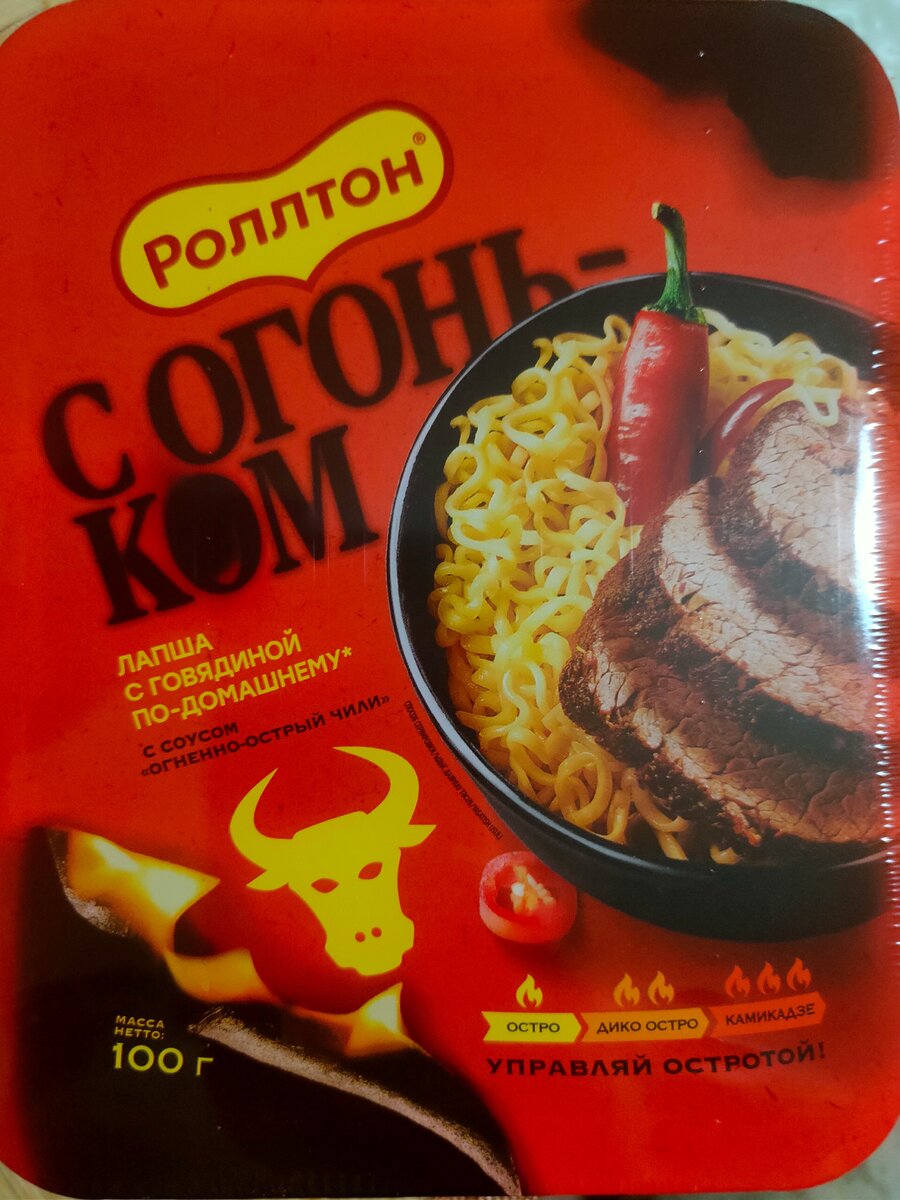 Роллтон®
С ОГОНЬ-
КОМ
ЛАПША
С ГОВЯДИНОЙ
ПО-ДОМАШНЕМУ*
*С СОУСОМ
«ОГНЕННО-ОСТРЫЙ ЧИЛИ»
МАССА
НЕТТО:
100 г
ОСТРО
ДИКО ОСТРО
КАМИКАДЗЕ
УПРАВЛЯЙ ОСТРОТОЙ!